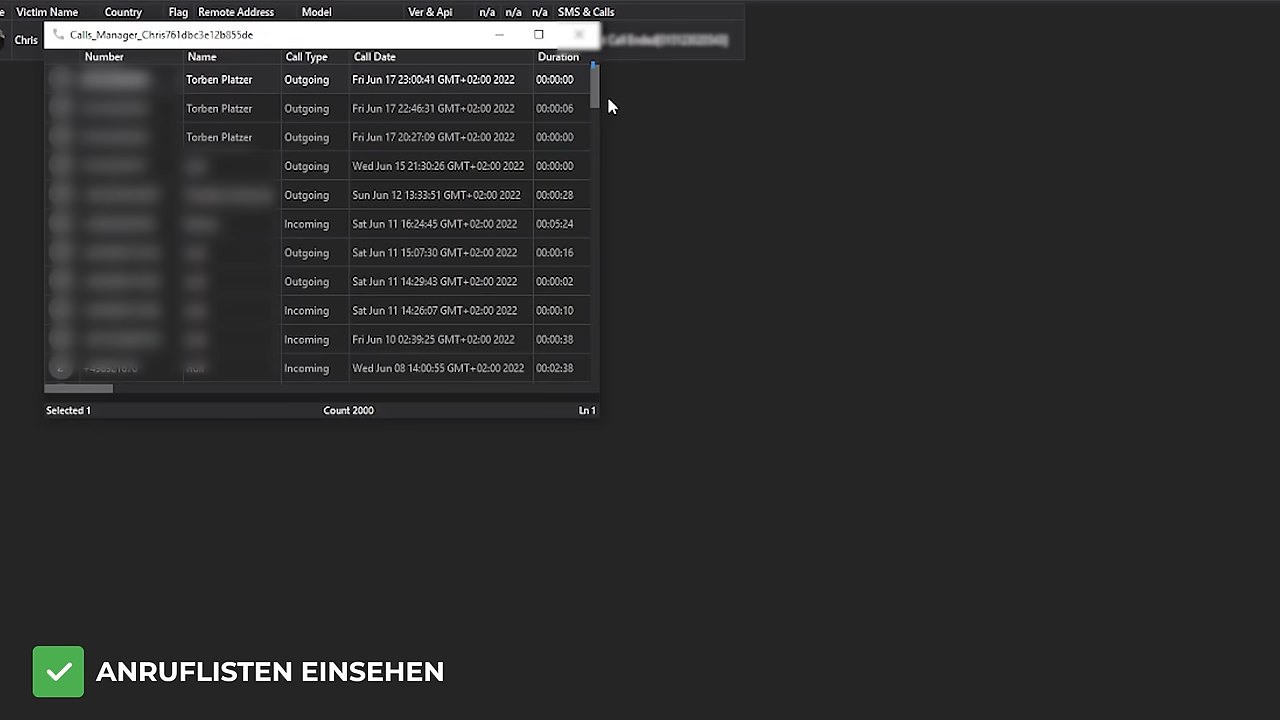 e Victim Name Country Flag Remote Address Model Ver & Api n/a n/a n/a SMS & Calls
Chris
Calls_Manager_Chris761dbc3e12b855de
Number Name Call Type Call Date Duration
Torben Platzer Outgoing Fri Jun 17 23:00:41 GMT+02:00 2022 00:00:00
Torben Platzer Outgoing Fri Jun 17 22:46:31 GMT+02:00 2022 00:00:06
Torben Platzer Outgoing Fri Jun 17 20:27:09 GMT+02:00 2022 00:00:00
Outgoing Wed Jun 15 21:30:26 GMT+02:00 2022 00:00:00
Outgoing Sun Jun 12 13:33:51 GMT+02:00 2022 00:00:28
Incoming Sat Jun 11 16:24:45 GMT+02:00 2022 00:05:24
Outgoing Sat Jun 11 15:07:30 GMT+02:00 2022 00:00:16
Outgoing Sat Jun 11 14:29:43 GMT+02:00 2022 00:00:02
Incoming Sat Jun 11 14:26:07 GMT+02:00 2022 00:00:10
Incoming Fri Jun 10 02:39:25 GMT+02:00 2022 00:00:38
Incoming Wed Jun 08 14:00:55 GMT+02:00 2022 00:02:38
Selected 1 Count 2000 Ln 1
ANRUFLISTEN EINSEHEN